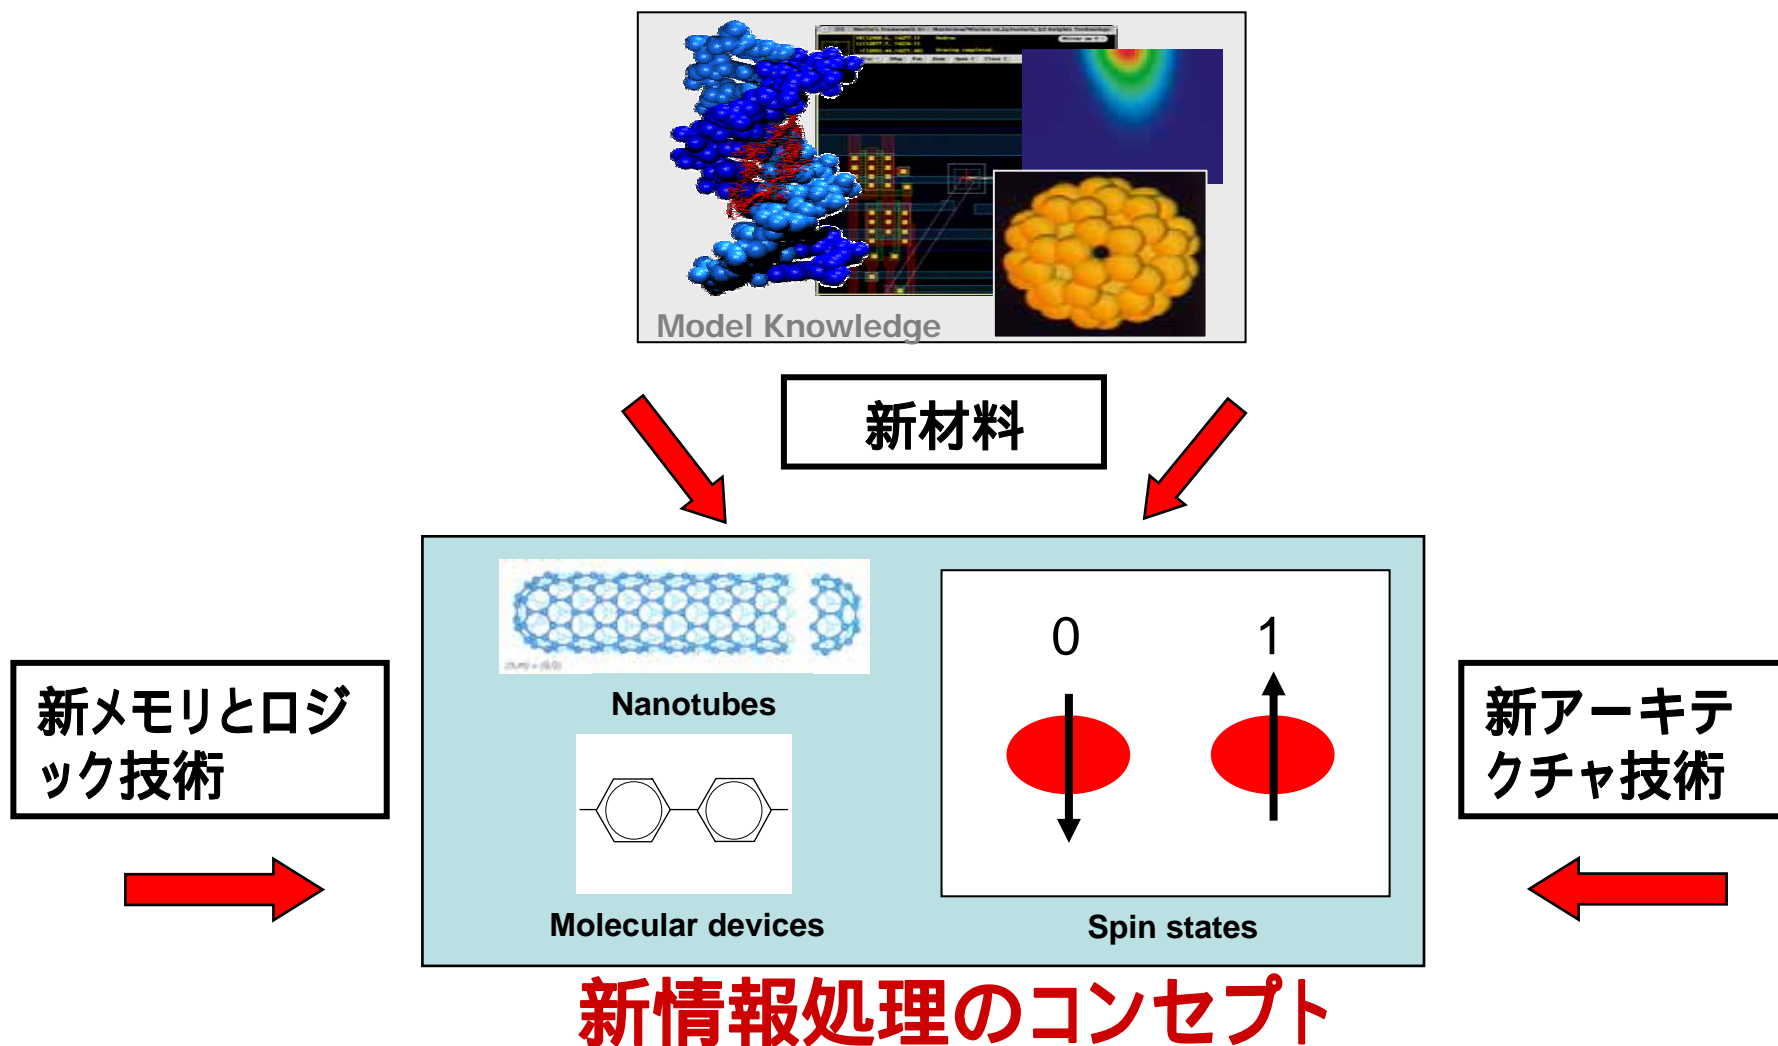 Model Knowledge
新材料
Nanotubes
0 1
新メモリとロジ
ック技術
新アーキテ
クチャ技術
Molecular devices
Spin states
新情報処理のコンセプト